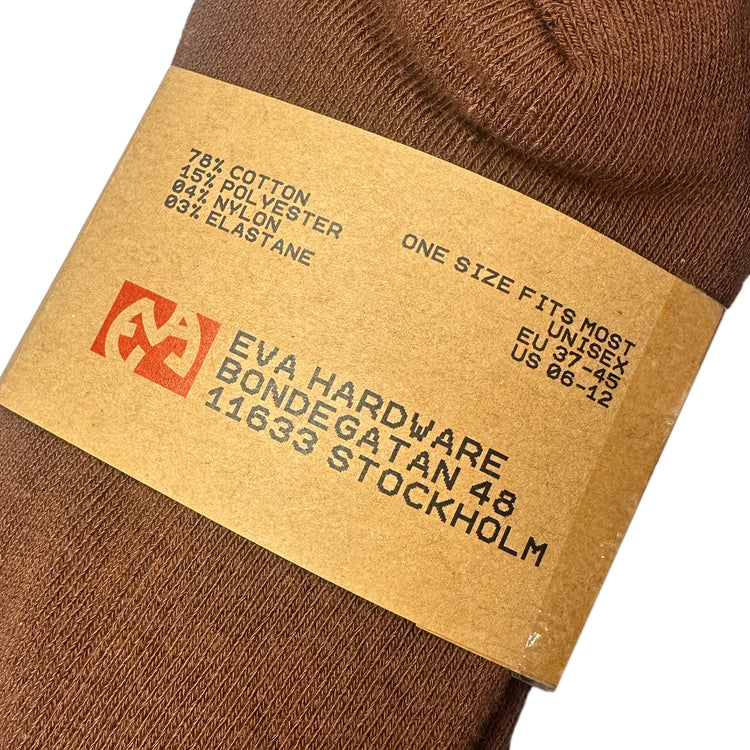 78% COTTON
15% POLYESTER
04% NYLON
03% ELASTANE
ONE SIZE FITS MOST
UNISEX
EU 37-45
US 06-12
EVA
EVA HARDWARE
BONDEGATAN 48
11633 STOCKHOLM